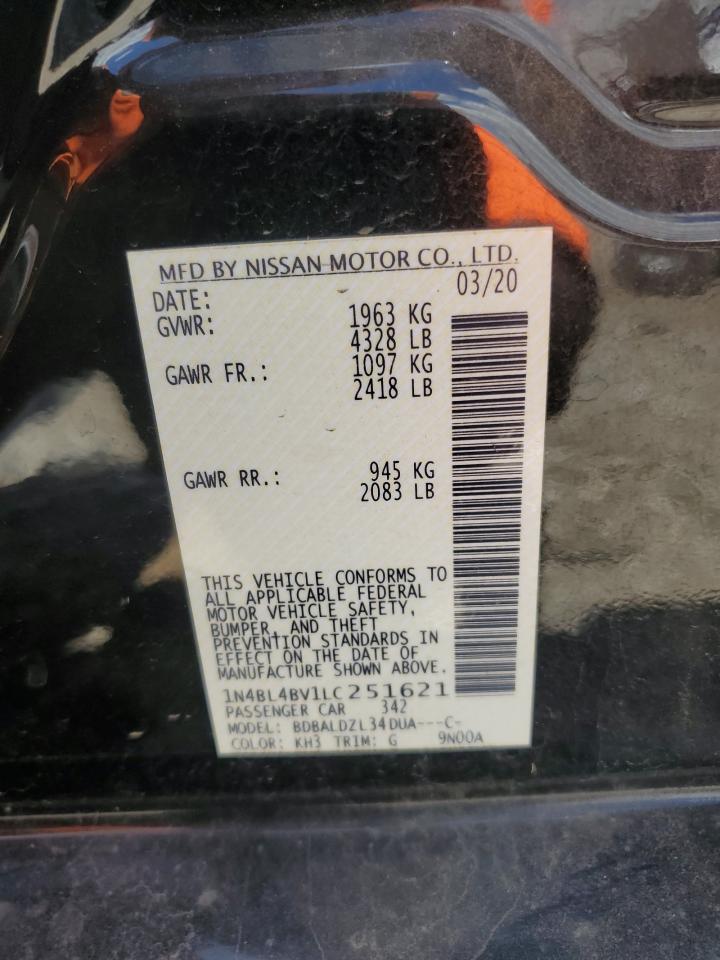 MFD BY NISSAN MOTOR CO., LTD.
DATE: 03/20
GVWR: 1963 KG
4328 LB
GAWR FR.: 1097 KG
2418 LB
GAWR RR.: 945 KG
2083 LB
THIS VEHICLE CONFORMS TO
ALL APPLICABLE FEDERAL
MOTOR VEHICLE SAFETY,
BUMPER, AND THEFT
PREVENTION STANDARDS IN
EFFECT ON THE DATE OF
MANUFACTURE SHOWN ABOVE.
1N4BL4BV1LC251621
PASSENGER CAR 342
MODEL: BDBALDZL34DUA---C-
COLOR: KH3 TRIM: G 9N00A